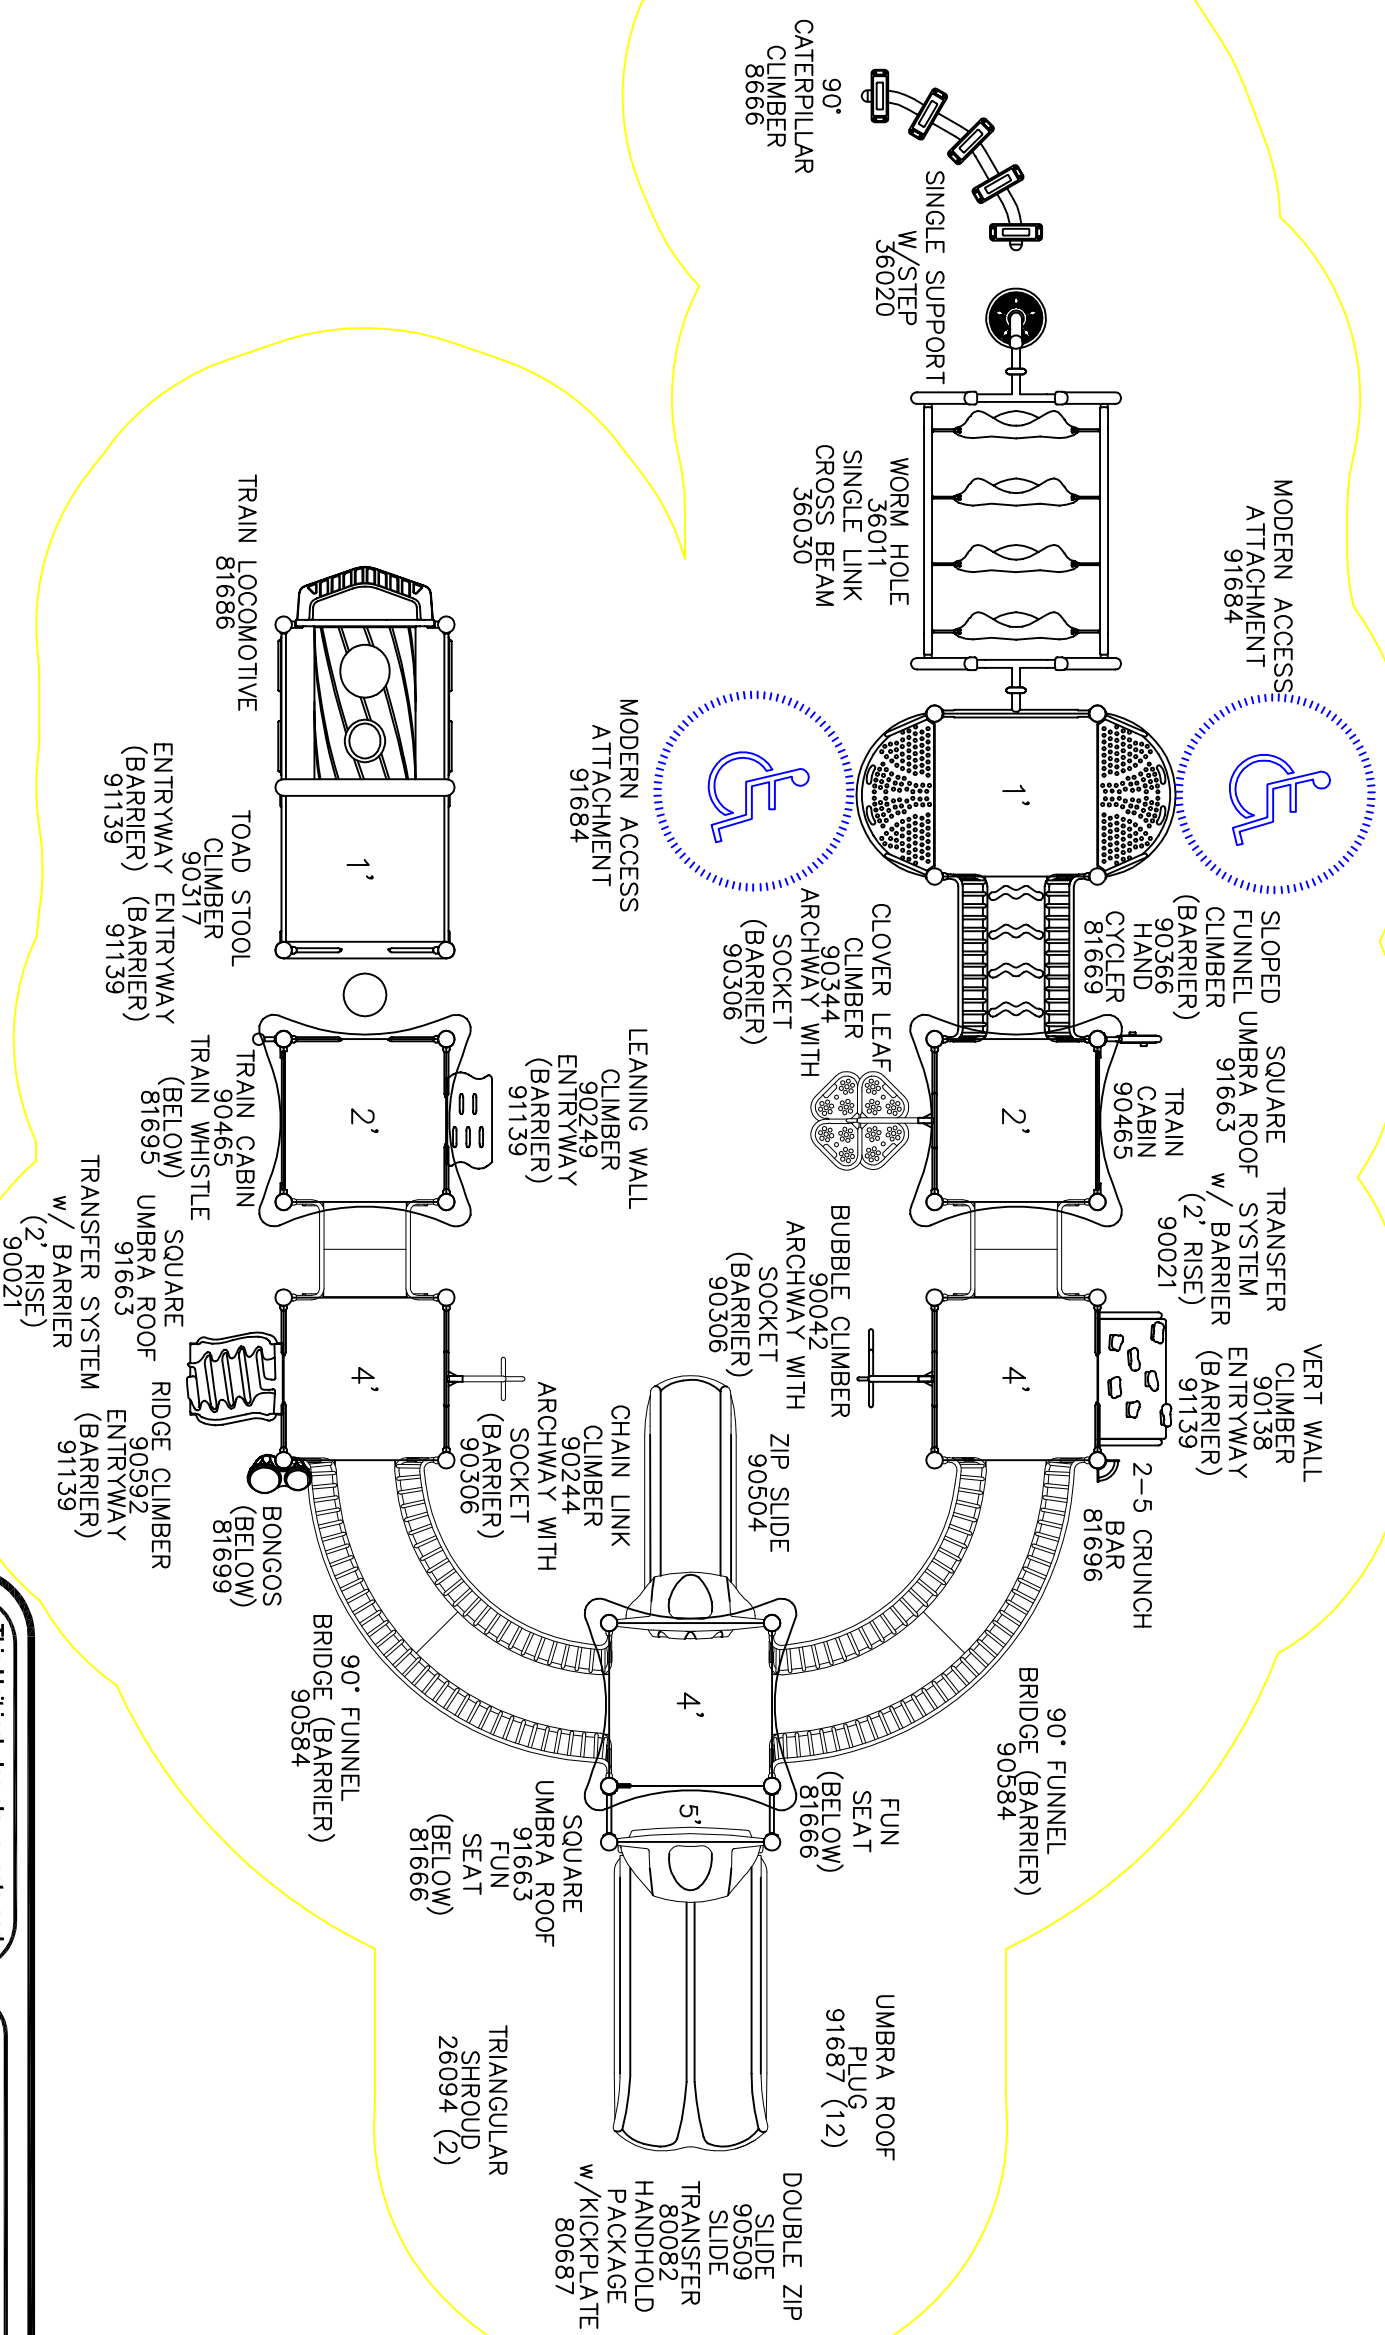 MODERN ACCESS
ATTACHMENT
91684
SLOPED
FUNNEL
CLIMBER
(BARRIER)
90366
HAND
CYCLER
81669
SQUARE
UMBRA ROOF
91663
TRANSFER
SYSTEM
w/ BARRIER
(2' RISE)
90021
TRAIN
CABIN
90465
VERT WALL
CLIMBER
90138
ENTRYWAY
(BARRIER)
91139
2-5 CRUNCH
BAR
81696
90° FUNNEL
BRIDGE (BARRIER)
90584
1'
2'
4'
90°
CATERPILLAR
CLIMBER
8666
SINGLE SUPPORT
W/STEP
36020
WORM HOLE
36011
SINGLE LINK
CROSS BEAM
36030
CLOVER LEAF
CLIMBER
90344
ARCHWAY WITH
SOCKET
(BARRIER)
90306
BUBBLE CLIMBER
90042
ARCHWAY WITH
SOCKET
(BARRIER)
90306
ZIP SLIDE
90504
FUN
SEAT
(BELOW)
81666
UMBRA ROOF
PLUG
91687 (12)
DOUBLE ZIP
SLIDE
90509
SLIDE
TRANSFER
80082
HANDHOLD
PACKAGE
w/KICKPLATE
80687
4'
5'
MODERN ACCESS
ATTACHMENT
91684
LEANING WALL
CLIMBER
90249
ENTRYWAY
(BARRIER)
91139
CHAIN LINK
CLIMBER
90244
ARCHWAY WITH
SOCKET
(BARRIER)
90306
SQUARE
UMBRA ROOF
91663
FUN
SEAT
(BELOW)
81666
TRIANGULAR
SHROUD
26094 (2)
1'
2'
4'
90° FUNNEL
BRIDGE (BARRIER)
90584
TRAIN LOCOMOTIVE
81686
TOAD STOOL
CLIMBER
90317
ENTRYWAY
(BARRIER)
91139
ENTRYWAY
(BARRIER)
91139
TRAIN CABIN
90465
TRAIN WHISTLE
(BELOW)
81695
SQUARE
UMBRA ROOF
91663
TRANSFER SYSTEM
w/ BARRIER
(2' RISE)
90021
RIDGE CLIMBER
90592
ENTRYWAY
(BARRIER)
91139
BONGOS
(BELOW)
81699